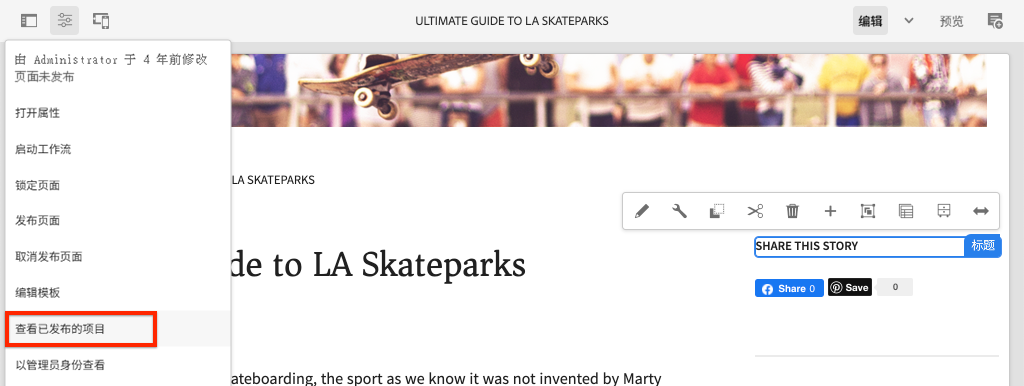 ULTIMATE GUIDE TO LA SKATEPARKS
编辑
预览
由 Administrator 于 4 年前修改
页面未发布
打开属性
启动工作流
锁定页面
发布页面
取消发布页面
编辑模板
查看已发布的项目
以管理员身份查看
LA SKATEPARKS
de to LA Skateparks
SHARE THIS STORY
标题
Share 0
Save
0
ateboarding, the sport as we know it was not invented by Marty